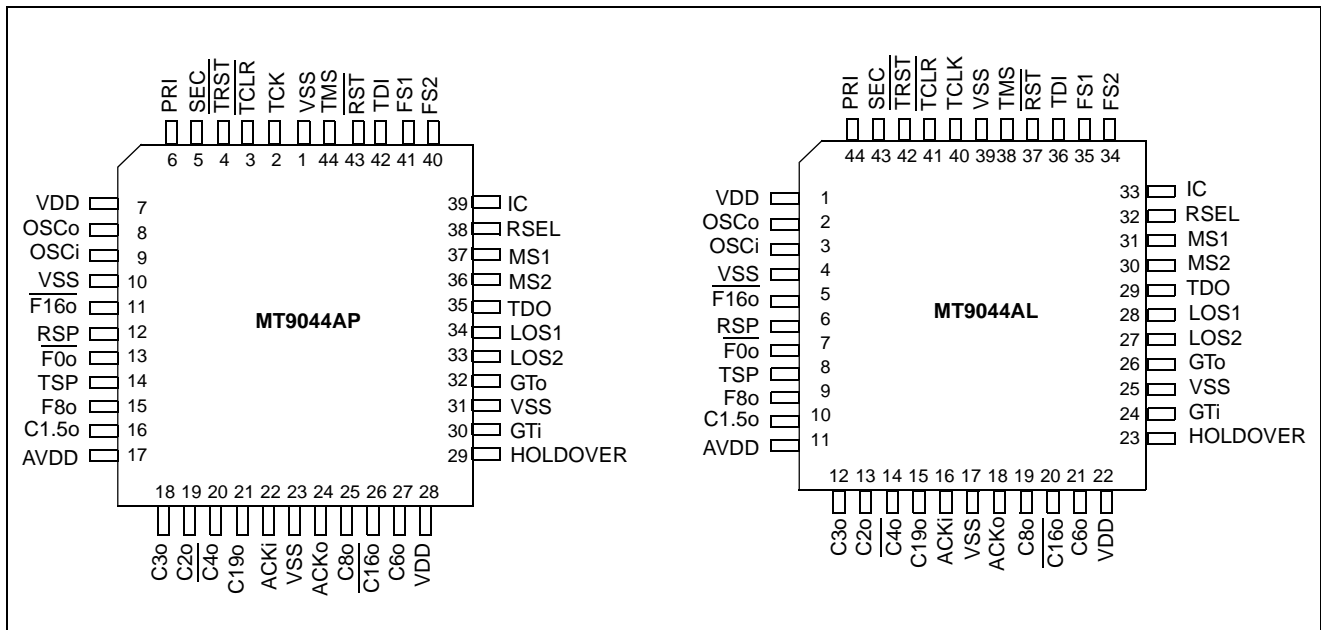 PRI
SEC
TRST
TCLR
TCK
VSS
TMS
RST
TDI
FS1
FS2
6 5 4 3 2 1 44 43 42 41 40
VDD 7
OSCo 8
OSCi 9
VSS 10
F16o 11
RSP 12
F0o 13
TSP 14
F8o 15
C1.5o 16
AVDD 17
MT9044AP
39 IC
38 RSEL
37 MS1
36 MS2
35 TDO
34 LOS1
33 LOS2
32 GTo
31 VSS
30 GTi
29 HOLDOVER
18 19 20 21 22 23 24 25 26 27 28
C3o
C2o
C4o
C19o
ACKi
VSS
ACKo
C8o
C16o
C6o
VDD
PRI
SEC
TRST
TCLR
TCLK
VSS
TMS
RST
TDI
FS1
FS2
44 43 42 41 40 39 38 37 36 35 34
VDD 1
OSCo 2
OSCi 3
VSS 4
F16o 5
RSP 6
F0o 7
TSP 8
F8o 9
C1.5o 10
AVDD 11
MT9044AL
33 IC
32 RSEL
31 MS1
30 MS2
29 TDO
28 LOS1
27 LOS2
26 GTo
25 VSS
24 GTi
23 HOLDOVER
12 13 14 15 16 17 18 19 20 21 22
C3o
C2o
C4o
C19o
ACKi
VSS
ACKo
C8o
C16o
C6o
VDD